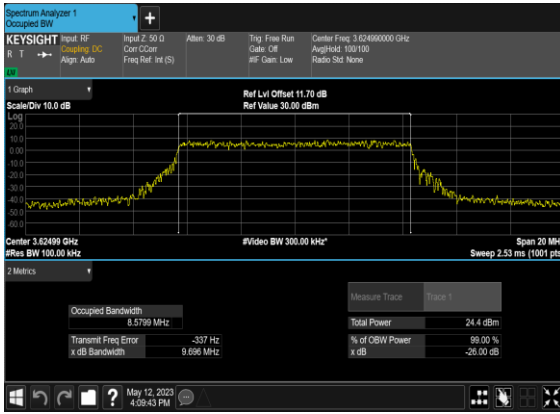 Spectrum Analyzer 1
Occupied BW
KEYSIGHT
R T
LVI
Input: RF
Coupling: DC
Align: Auto
Input Z: 50 Ω
Corr CCorr
Freq Ref: Int (S)
Atten: 30 dB
Trig: Free Run
Gate: Off
#IF Gain: Low
Center Freq: 3.624990000 GHz
Avg|Hold: 100/100
Radio Std: None
1 Graph
Scale/Div 10.0 dB
Ref Lvl Offset 11.70 dB
Ref Value 30.00 dBm
Log
20.0
10.0
0.00
-10.0
-20.0
-30.0
-40.0
-50.0
-60.0
Center 3.62499 GHz
#Video BW 300.00 kHz*
Span 20 MH
#Res BW 100.00 kHz
Sweep 2.53 ms (1001 pts
2 Metrics
Measure Trace
Trace 1
Occupied Bandwidth
8.5799 MHz
Total Power
24.4 dBm
Transmit Freq Error
-337 Hz
% of OBW Power
99.00 %
x dB Bandwidth
9.696 MHz
x dB
-26.00 dB
?
May 12, 2023
4:09:43 PM